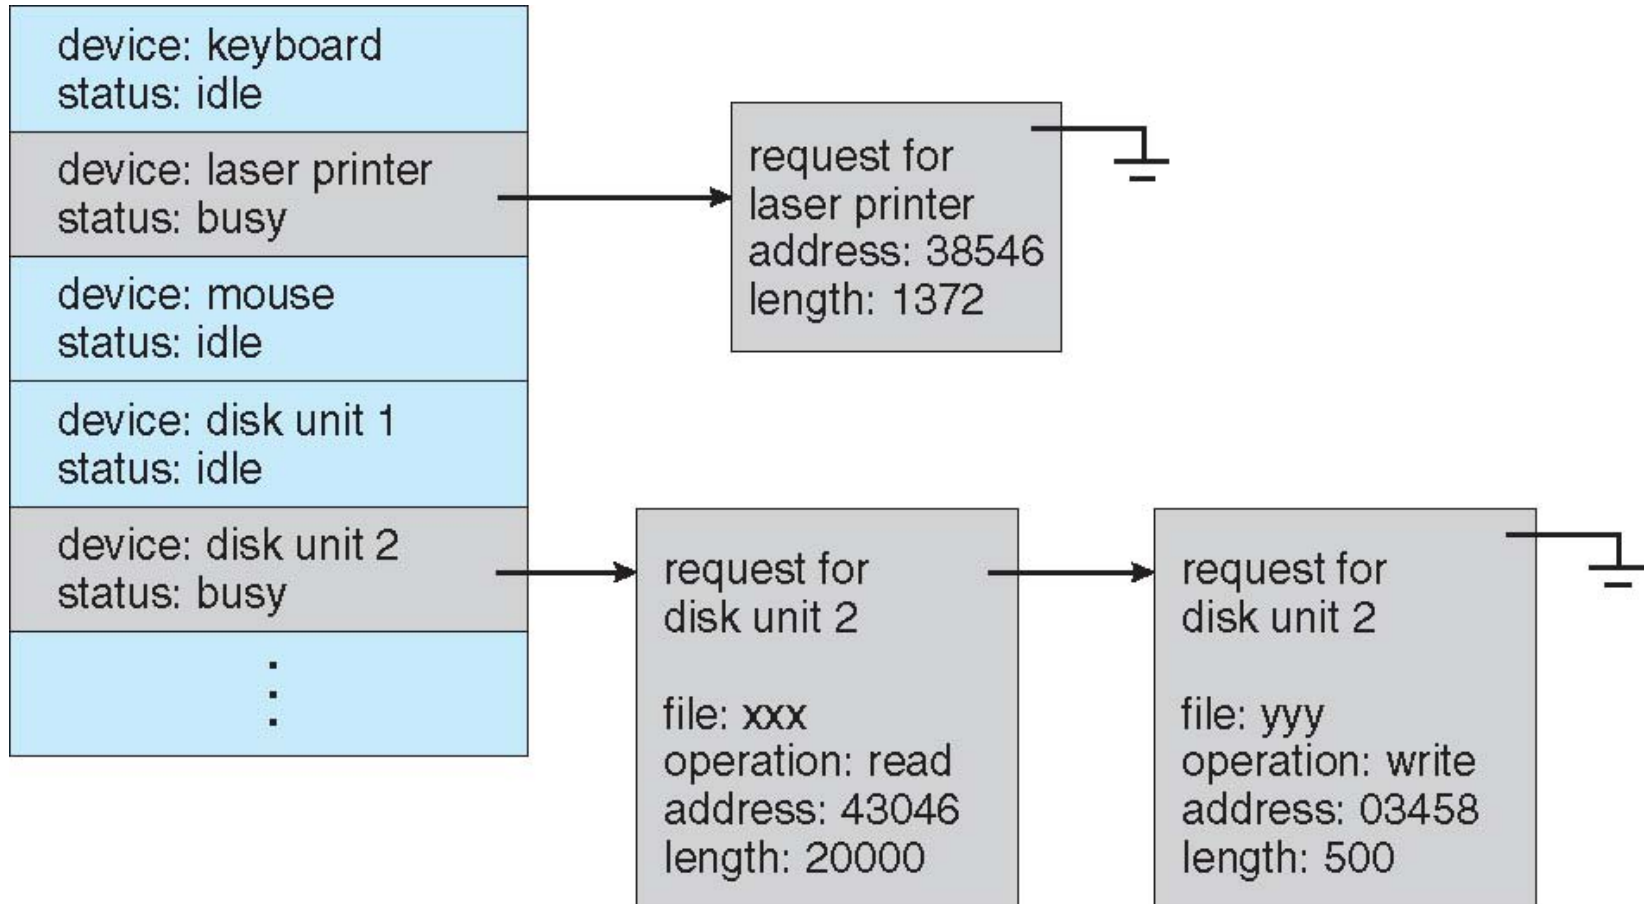 device: keyboard
status: idle
device: laser printer
status: busy
device: mouse
status: idle
device: disk unit 1
status: idle
device: disk unit 2
status: busy
request for
laser printer
address: 38546
length: 1372
request for
disk unit 2
file: xxx
operation: read
address: 43046
length: 20000
request for
disk unit 2
file: yyy
operation: write
address: 03458
length: 500